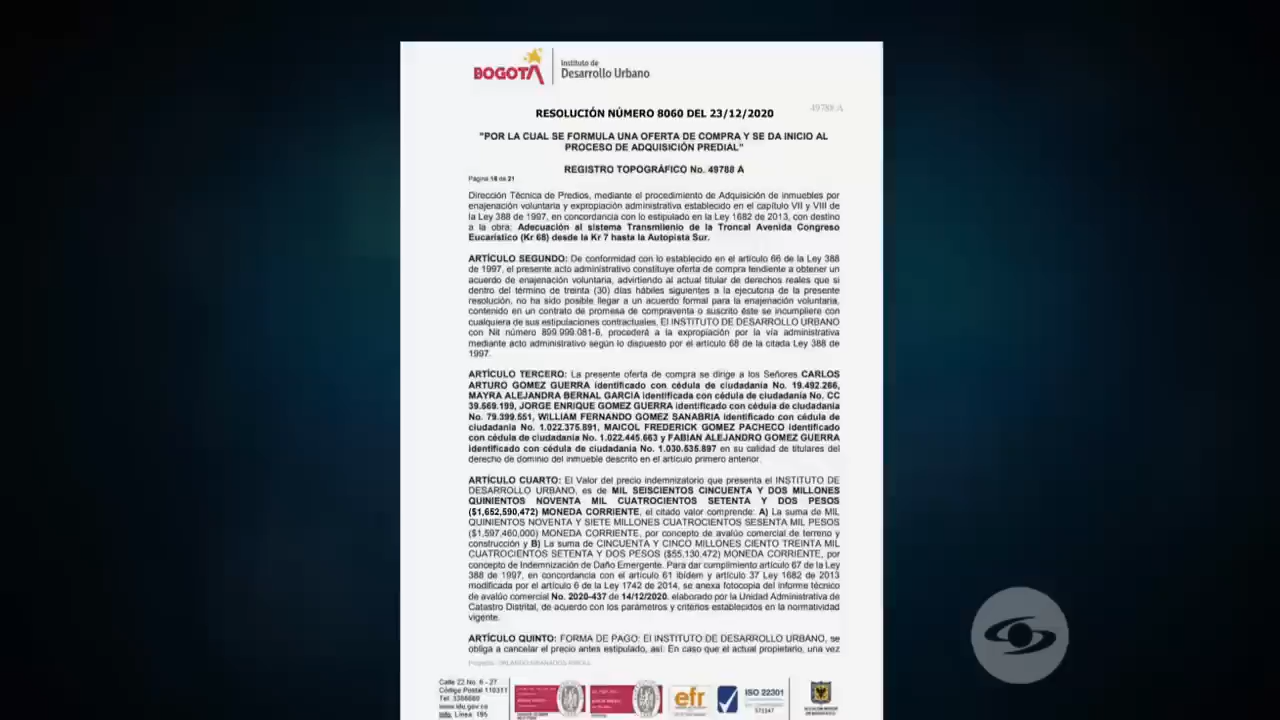 BOGOTÁ
Instituto de
Desarrollo Urbano
49788 A
RESOLUCIÓN NÚMERO 8060 DEL 23/12/2020
"POR LA CUAL SE FORMULA UNA OFERTA DE COMPRA Y SE DA INICIO AL
PROCESO DE ADQUISICIÓN PREDIAL"
REGISTRO TOPOGRÁFICO No. 49788 A
Página 18 de 21
Dirección Técnica de Predios, mediante el procedimiento de Adquisición de inmuebles por
enajenación voluntaria y expropiación administrativa establecido en el capítulo VII y VIII de
la Ley 388 de 1997, en concordancia con lo estipulado en la Ley 1682 de 2013, con destino
a la obra: Adecuación al sistema Transmilenio de la Troncal Avenida Congreso
Eucarístico (Kr 68) desde la Kr 7 hasta la Autopista Sur.
ARTÍCULO SEGUNDO: De conformidad con lo establecido en el artículo 66 de la Ley 388
de 1997, el presente acto administrativo constituye oferta de compra tendiente a obtener un
acuerdo de enajenación voluntaria, advirtiendo al actual titular de derechos reales que si
dentro del término de treinta (30) días hábiles siguientes a la ejecutoria de la presente
resolución, no ha sido posible llegar a un acuerdo formal para la enajenación voluntaria,
contenido en un contrato de promesa de compraventa o suscrito éste se incumpliere con
cualquiera de sus estipulaciones contractuales, El INSTITUTO DE DESARROLLO URBANO
con Nit número 899.999.081-6, procederá a la expropiación por la vía administrativa
mediante acto administrativo según lo dispuesto por el artículo 68 de la citada Ley 388 de
1997.
ARTÍCULO TERCERO: La presente oferta de compra se dirige a los Señores CARLOS
ARTURO GOMEZ GUERRA identificado con cédula de ciudadanía No. 19.492.266,
MAYRA ALEJANDRA BERNAL GARCIA identificada con cédula de ciudadanía No. CC
39.569.199, JORGE ENRIQUE GOMEZ GUERRA identificado con cédula de ciudadanía
No. 79.399.551, WILLIAM FERNANDO GOMEZ SANABRIA identificado con cédula de
ciudadanía No. 1.022.375.891, MAICOL FREDERICK GOMEZ PACHECO identificado
con cédula de ciudadanía No. 1.022.445.663 y FABIAN ALEJANDRO GOMEZ GUERRA
identificado con cédula de ciudadanía No. 1.030.535.897 en su calidad de titulares del
derecho de dominio del inmueble descrito en el artículo primero anterior.
ARTÍCULO CUARTO: El Valor del precio indemnizatorio que presenta el INSTITUTO DE
DESARROLLO URBANO, es de MIL SEISCIENTOS CINCUENTA Y DOS MILLONES
QUINIENTOS NOVENTA MIL CUATROCIENTOS SETENTA Y DOS PESOS
($1,652,590,472) MONEDA CORRIENTE, el citado valor comprende: A) La suma de MIL
QUINIENTOS NOVENTA Y SIETE MILLONES CUATROCIENTOS SESENTA MIL PESOS
($1,597,460,000) MONEDA CORRIENTE, por concepto de avalúo comercial de terreno y
construcción y B) La suma de CINCUENTA Y CINCO MILLONES CIENTO TREINTA MIL
CUATROCIENTOS SETENTA Y DOS PESOS ($55,130,472) MONEDA CORRIENTE, por
concepto de Indemnización de Daño Emergente. Para dar cumplimiento artículo 67 de la Ley
388 de 1997, en concordancia con el artículo 61 ibídem y artículo 37 Ley 1682 de 2013
modificada por el artículo 6 de la Ley 1742 de 2014, se anexa fotocopia del informe técnico
de avalúo comercial No. 2020-437 de 14/12/2020, elaborado por la Unidad Administrativa de
Catastro Distrital, de acuerdo con los parámetros y criterios establecidos en la normatividad
vigente.
ARTÍCULO QUINTO: FORMA DE PAGO: El INSTITUTO DE DESARROLLO URBANO, se
obliga a cancelar el precio antes estipulado, así: En caso que el actual propietario, una vez
Calle 22 No. 6 - 27
Código Postal 110311
Tel: 3386660
www.idu.gov.co
Info. Línea: 195
efr
ISO 22301